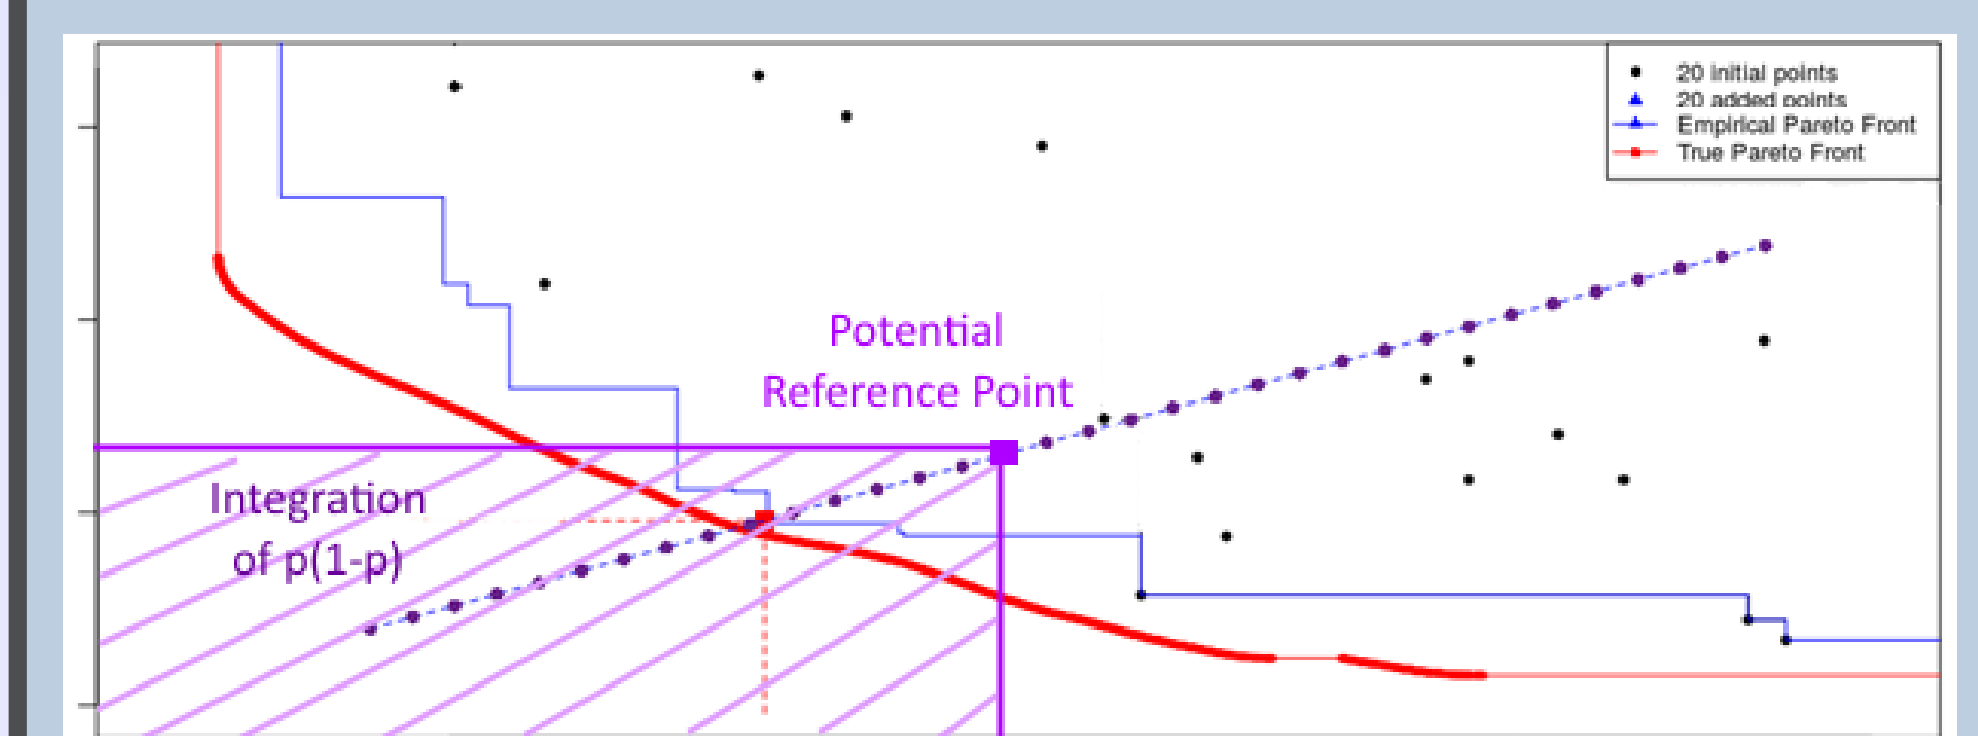 20 initial points
20 added points
Empirical Pareto Front
True Pareto Front
Potential
Reference Point
Integration
of p(1-p)